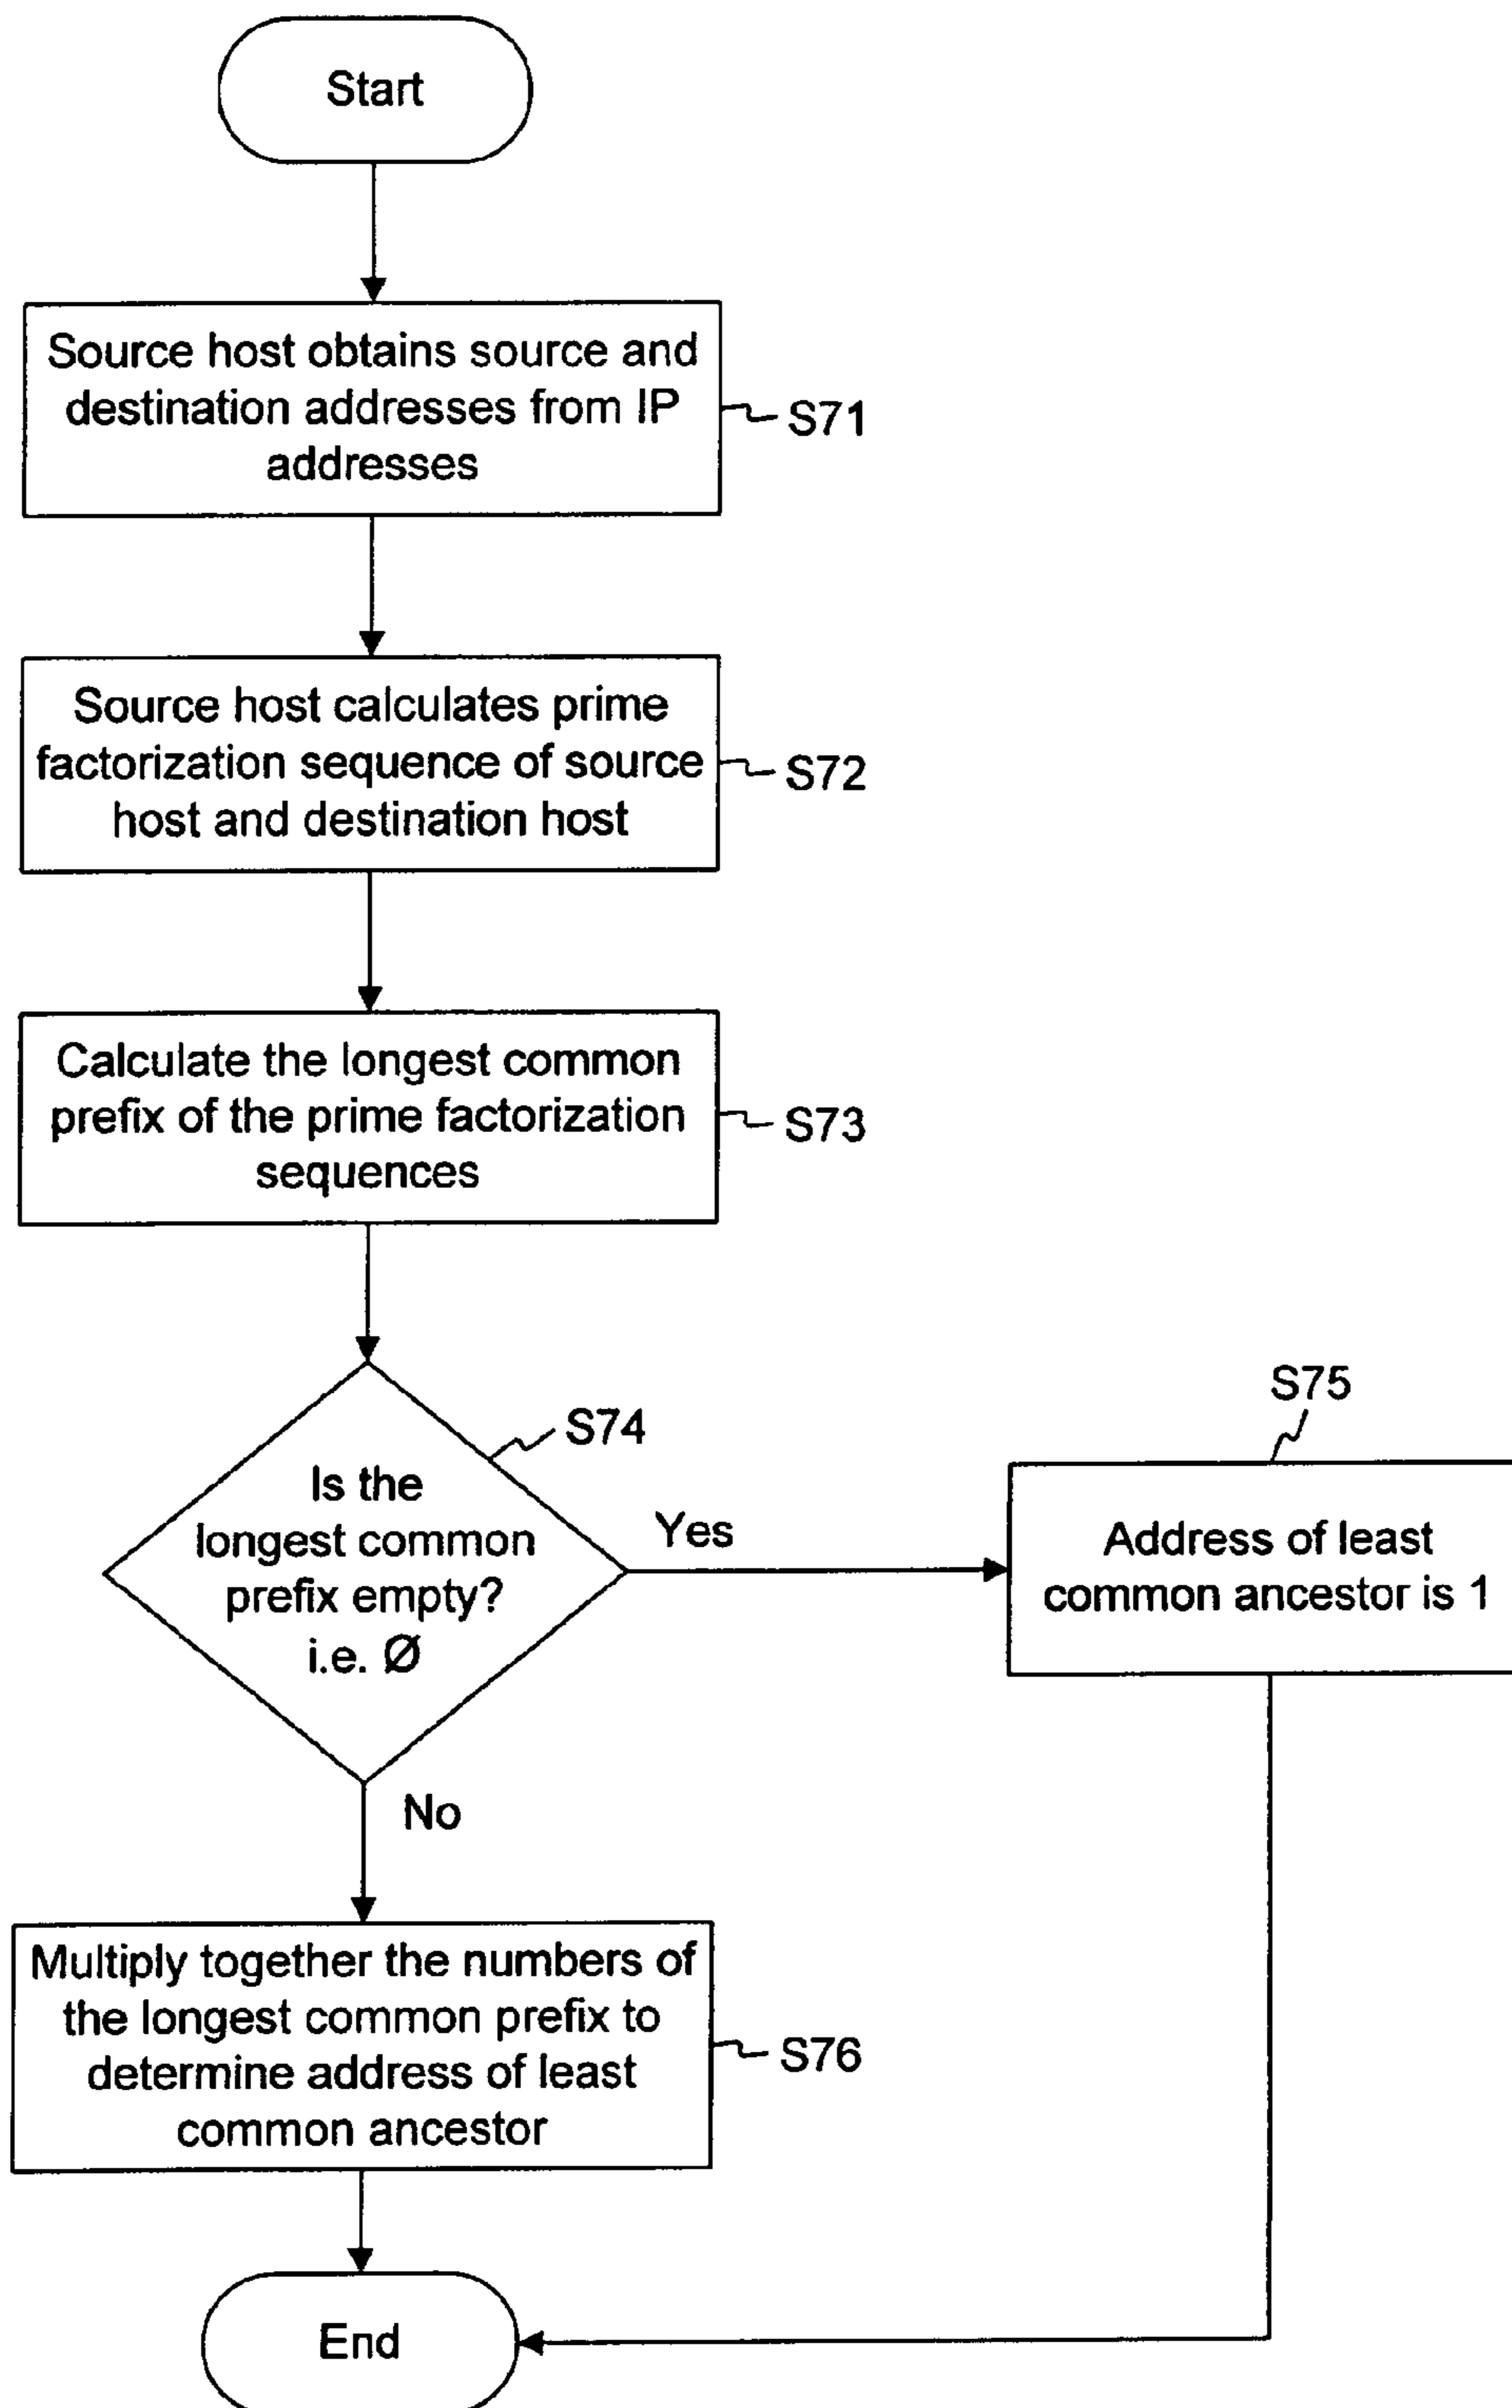 Start
Source host obtains source and
destination addresses from IP
addresses
S71
Source host calculates prime
factorization sequence of source
host and destination host
S72
Calculate the longest common
prefix of the prime factorization
sequences
S73
S74
Is the
longest common
prefix empty?
i.e. Ø
Yes
S75
Address of least
common ancestor is 1
No
Multiply together the numbers of
the longest common prefix to
determine address of least
common ancestor
S76
End